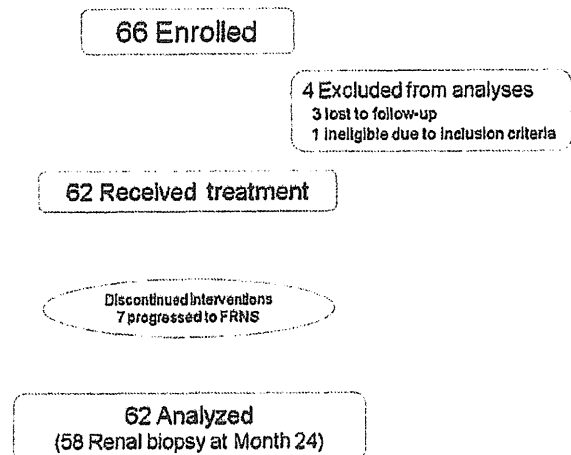 66 Enrolled
4 Excluded from analyses
3 lost to follow-up
1 ineligible due to inclusion criteria
62 Received treatment
Discontinued interventions
7 progressed to FRNS
62 Analyzed
(58 Renal biopsy at Month 24)